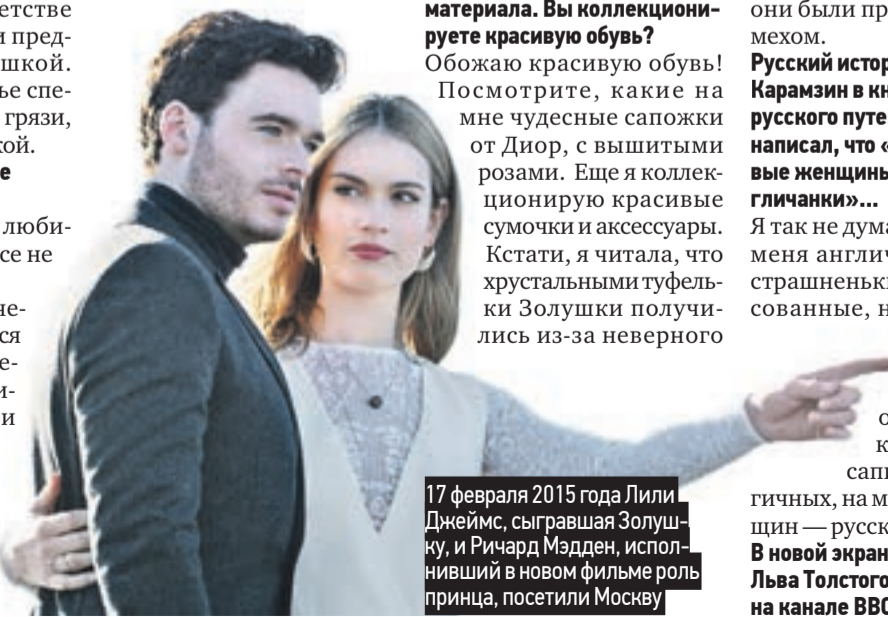 етстве
и пред-
шкой.
ье спе-
грязи,
кой.
е
люби-
се не
не-
ся
е-
и-
и
материала. Вы коллекциони-
руете красивую обувь?
Обожаю красивую обувь!
Посмотрите, какие на
мне чудесные сапожки
от Диор, с вышитыми
розами. Еще я коллек-
ционирую красивые
сумочки и аксессуары.
Кстати, я читала, что
хрустальными туфель-
ки Золушки получи-
лись из-за неверного
17 февраля 2015 года Лили
Джеймс, сыгравшая Золуш-
ку, и Ричард Мэдден, испол-
нивший в новом фильме роль
принца, посетили Москву
они были пр
мехом.
Русский истор
Карамзин в кн
русского путе
написал, что «
вые женщины
гличанки»...
Я так не дума
меня англич
страшненьки
сованные, н
о
к
сап
гичных, на м
щин — русск
В новой экран
Льва Толстого
на канале BBC